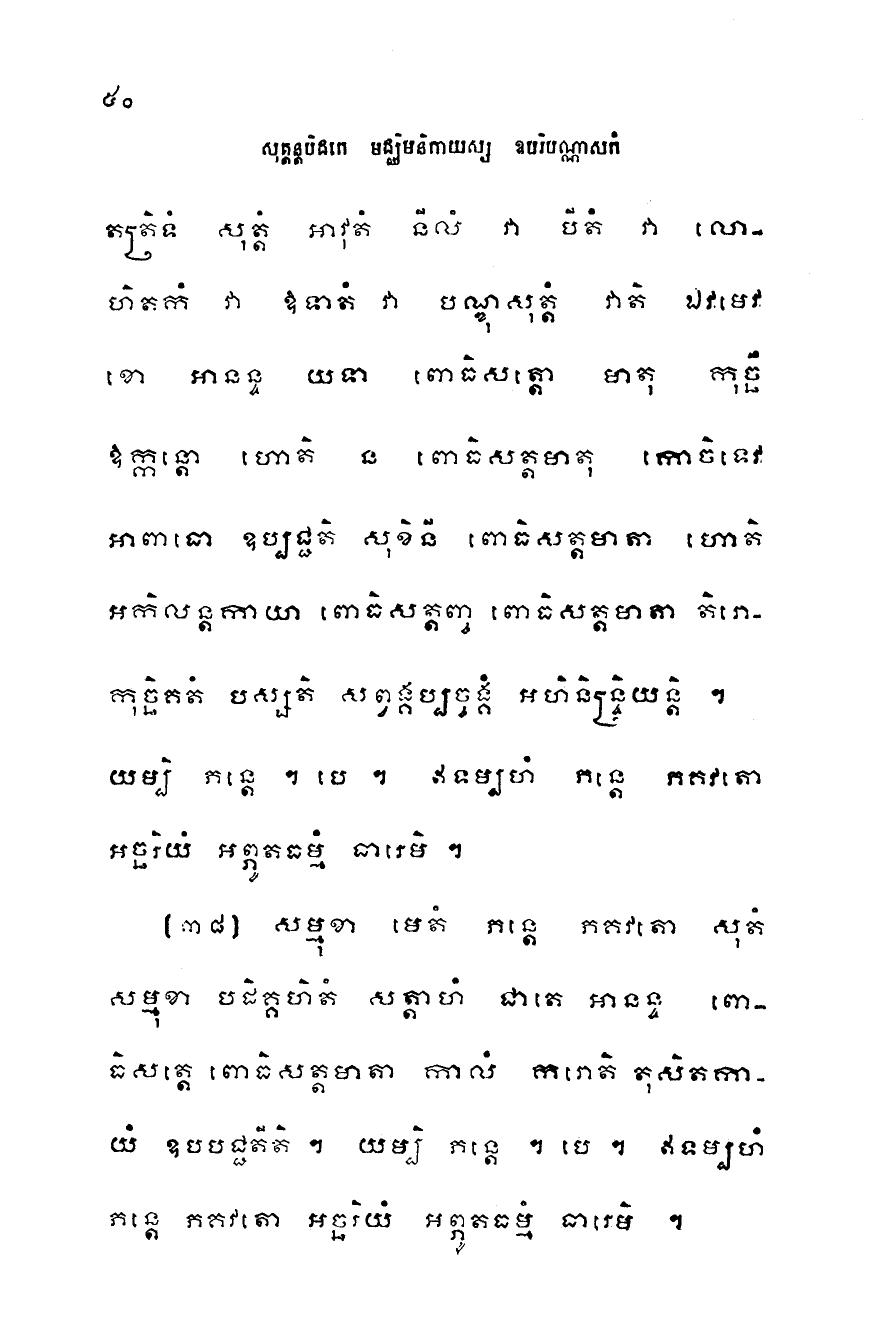 ៥០
សុត្តន្តបិដកេ មជ្ឈិមនិកាយស្ស ឧបរិបណ្ណាសកំ
តត្រិទំ សុត្តំ អាវុតំ នីលំ វា បីតំ វា លោ-
ហិតកំ វា ឱទាតំ វា បណ្ឌុសុត្តំ វាតិ ឯវមេវ
ខោ អានន្ទ យទា ពោធិសត្តោ មាតុ កុច្ឆឹ
ឱក្កន្តោ ហោតិ ន ពោធិសត្តមាតុ កោចិទេវ
អាពាធោ ឧប្បជ្ជតិ សុខិនី ពោធិសត្តមាតា ហោតិ
អកិលន្តកាយា ពោធិសត្តញ្ច ពោធិសត្តមាតា តិរោ-
កុច្ឆិគតំ បស្សតិ សព្វង្គប្បច្ចង្គំ អហីនិន្ទ្រិយន្តិ ។
យម្បិ ភន្តេ ។ បេ ។ ឥទម្បហំ ភន្តេ ភគវតោ
អច្ឆរិយំ អព្ភូតធម្មំ ធារេមិ ។
(៣៨) សម្មុខា មេតំ ភន្តេ ភគវតោ សុតំ
សម្មុខា បដិគ្គហិតំ សត្តាហំ ជាតេ អានន្ទ ពោ-
ធិសត្តេ ពោធិសត្តមាតា កាលំ ករោតិ តុសិតកា-
យំ ឧបបជ្ជតីតិ ។ យម្បិ ភន្តេ ។ បេ ។ ឥទម្បហំ
ភន្តេ ភគវតោ អច្ឆរិយំ អព្ភូតធម្មំ ធារេមិ ។